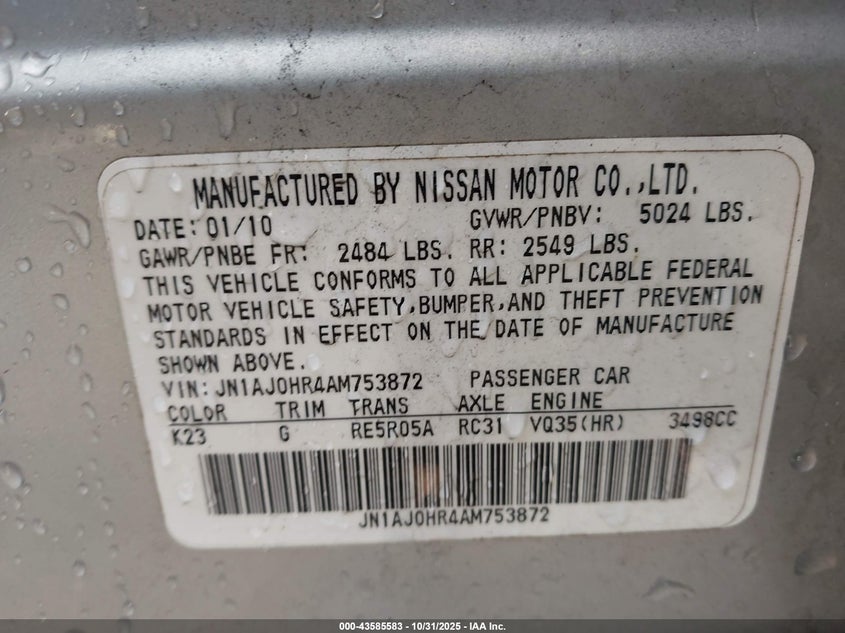 MANUFACTURED BY NISSAN MOTOR CO.,LTD.
DATE: 01/10 GVWR/PNBV: 5024 LBS.
GAWR/PNBE FR: 2484 LBS. RR: 2549 LBS.
THIS VEHICLE CONFORMS TO ALL APPLICABLE FEDERAL
MOTOR VEHICLE SAFETY,BUMPER,AND THEFT PREVENTION
STANDARDS IN EFFECT ON THE DATE OF MANUFACTURE
SHOWN ABOVE.
VIN: JN1AJ0HR4AM753872 PASSENGER CAR
COLOR TRIM TRANS AXLE ENGINE
K23 G RE5R05A RC31 VQ35(HR) 3498CC
JN1AJ0HR4AM753872
000-43585583 - 10/31/2025 - IAA Inc.